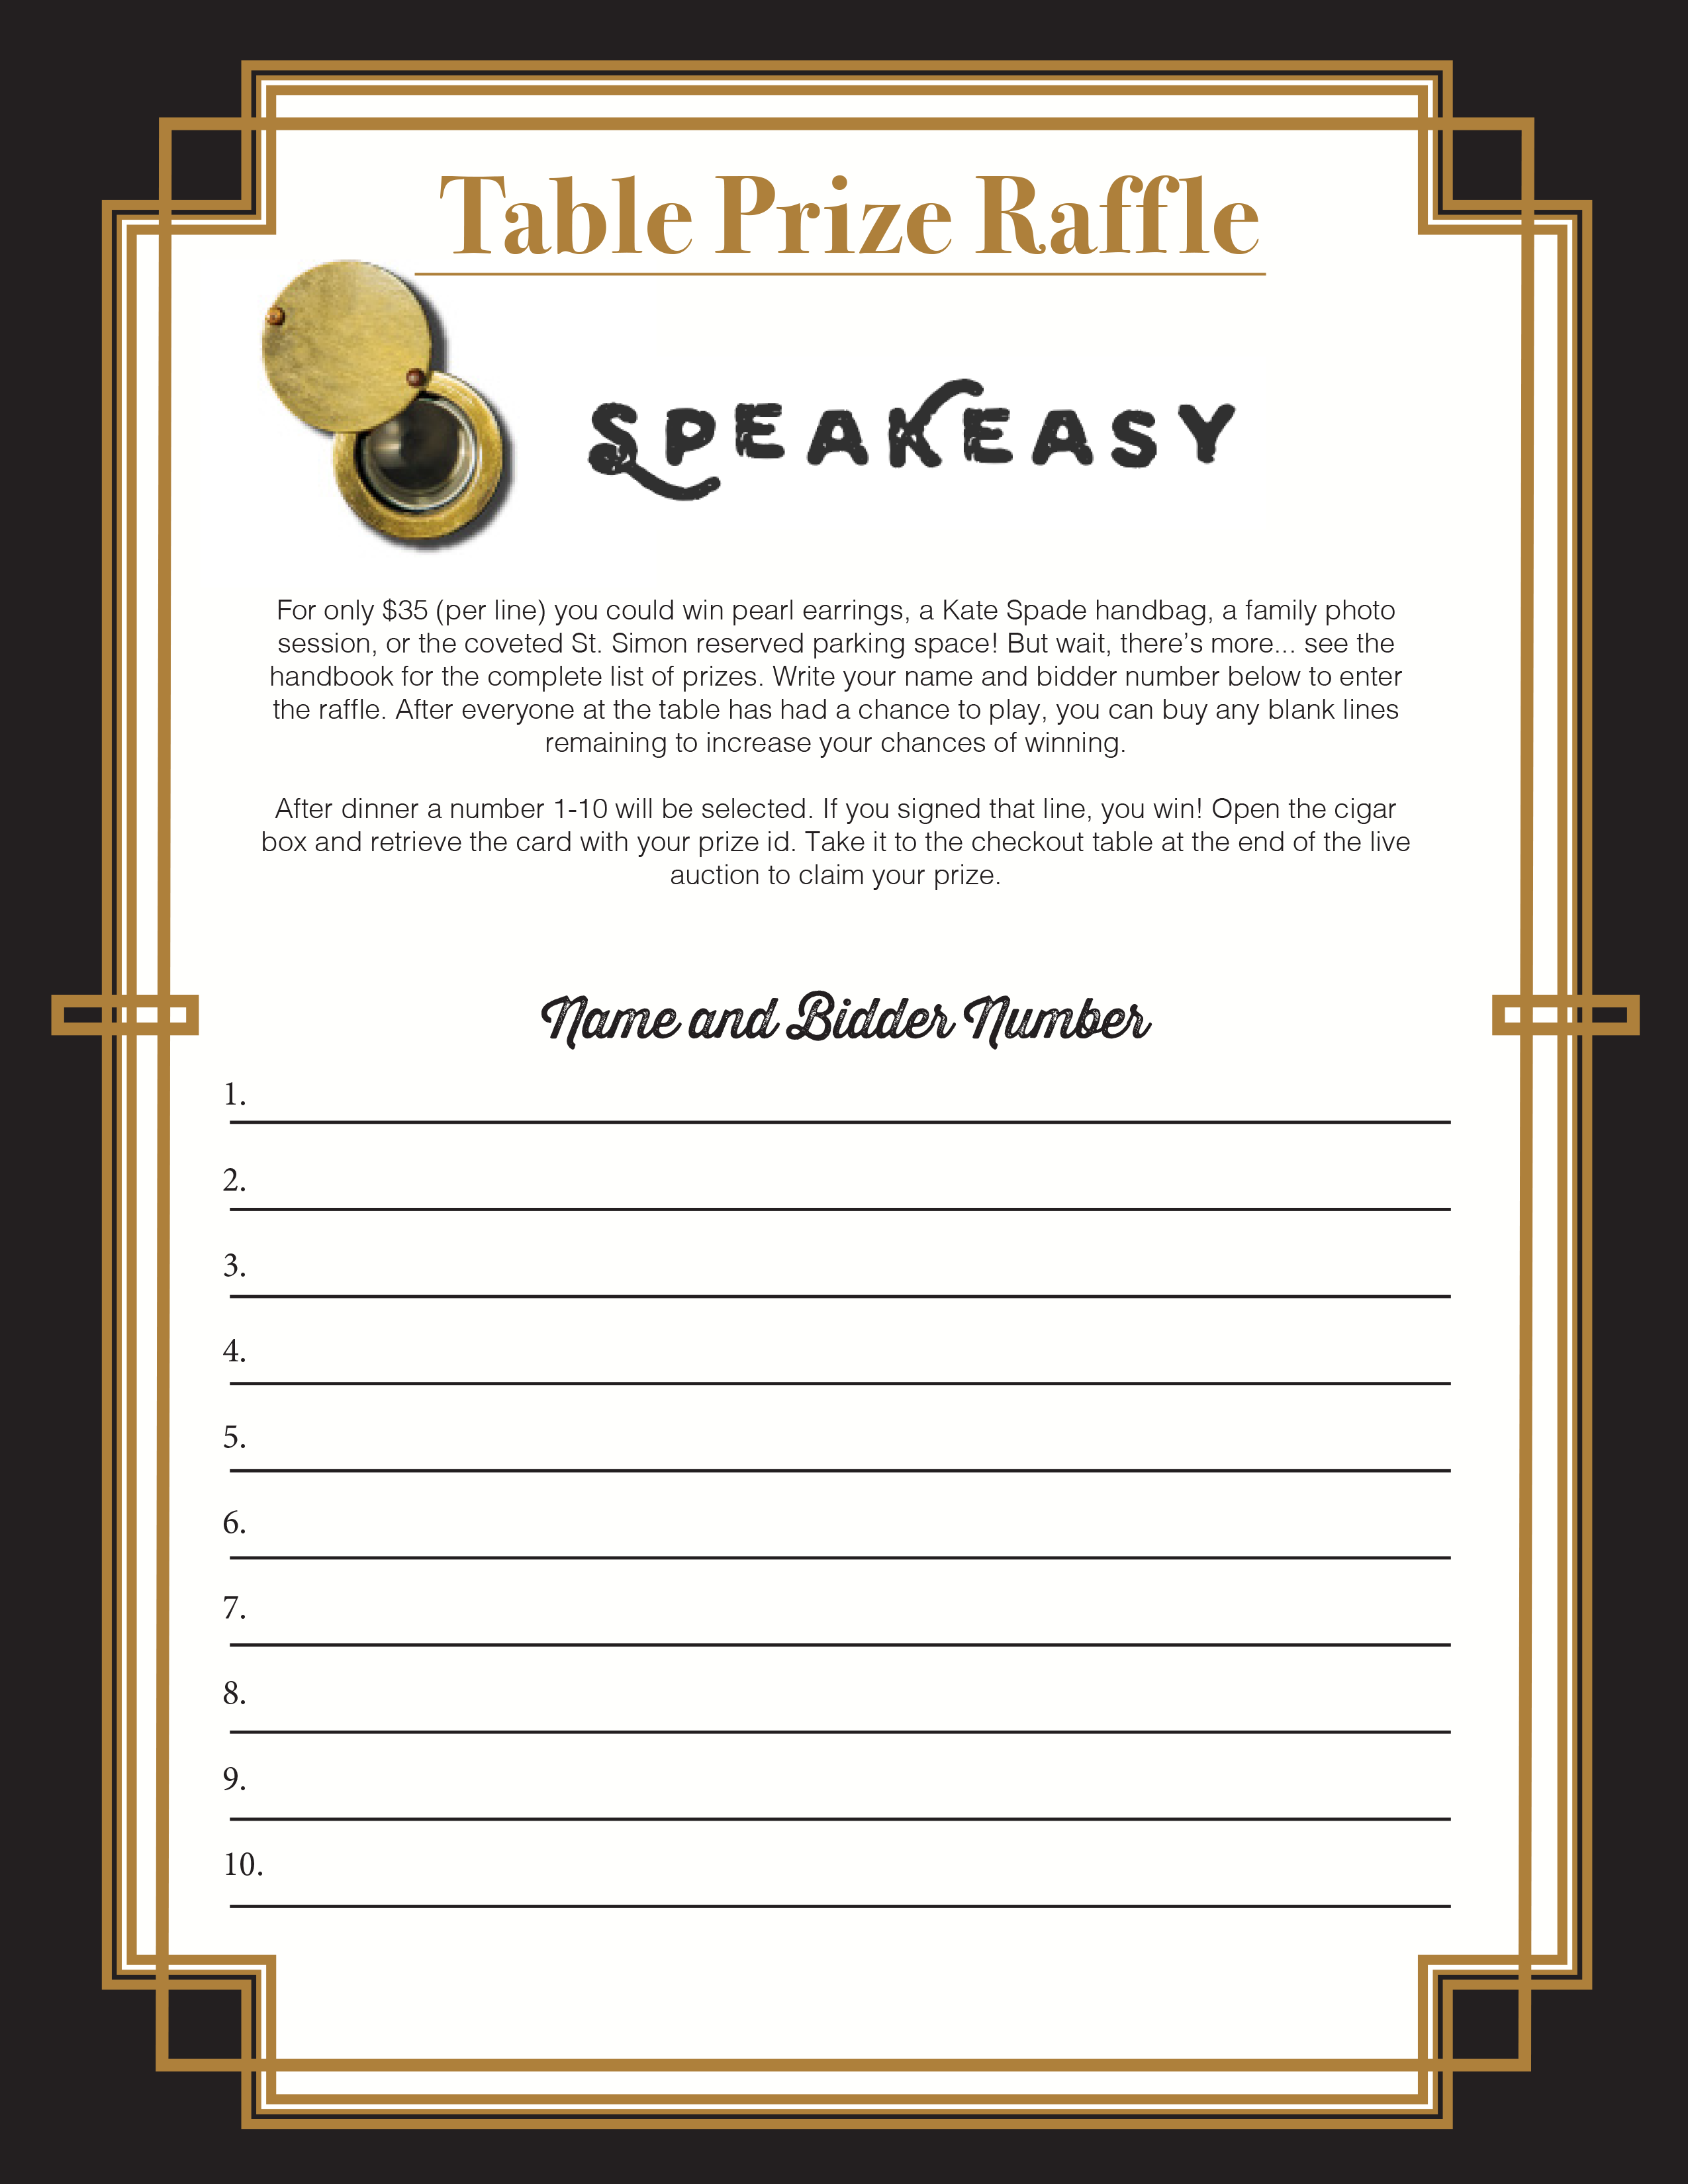 Table Prize Raffle
SPEAKEASY
For only $35 (per line) you could win pearl earrings, a Kate Spade handbag, a family photo
session, or the coveted St. Simon reserved parking space! But wait, there’s more... see the
handbook for the complete list of prizes. Write your name and bidder number below to enter
the raffle. After everyone at the table has had a chance to play, you can buy any blank lines
remaining to increase your chances of winning.
After dinner a number 1-10 will be selected. If you signed that line, you win! Open the cigar
box and retrieve the card with your prize id. Take it to the checkout table at the end of the live
auction to claim your prize.
Name and Bidder Number
1.
2.
3.
4.
5.
6.
7.
8.
9.
10.